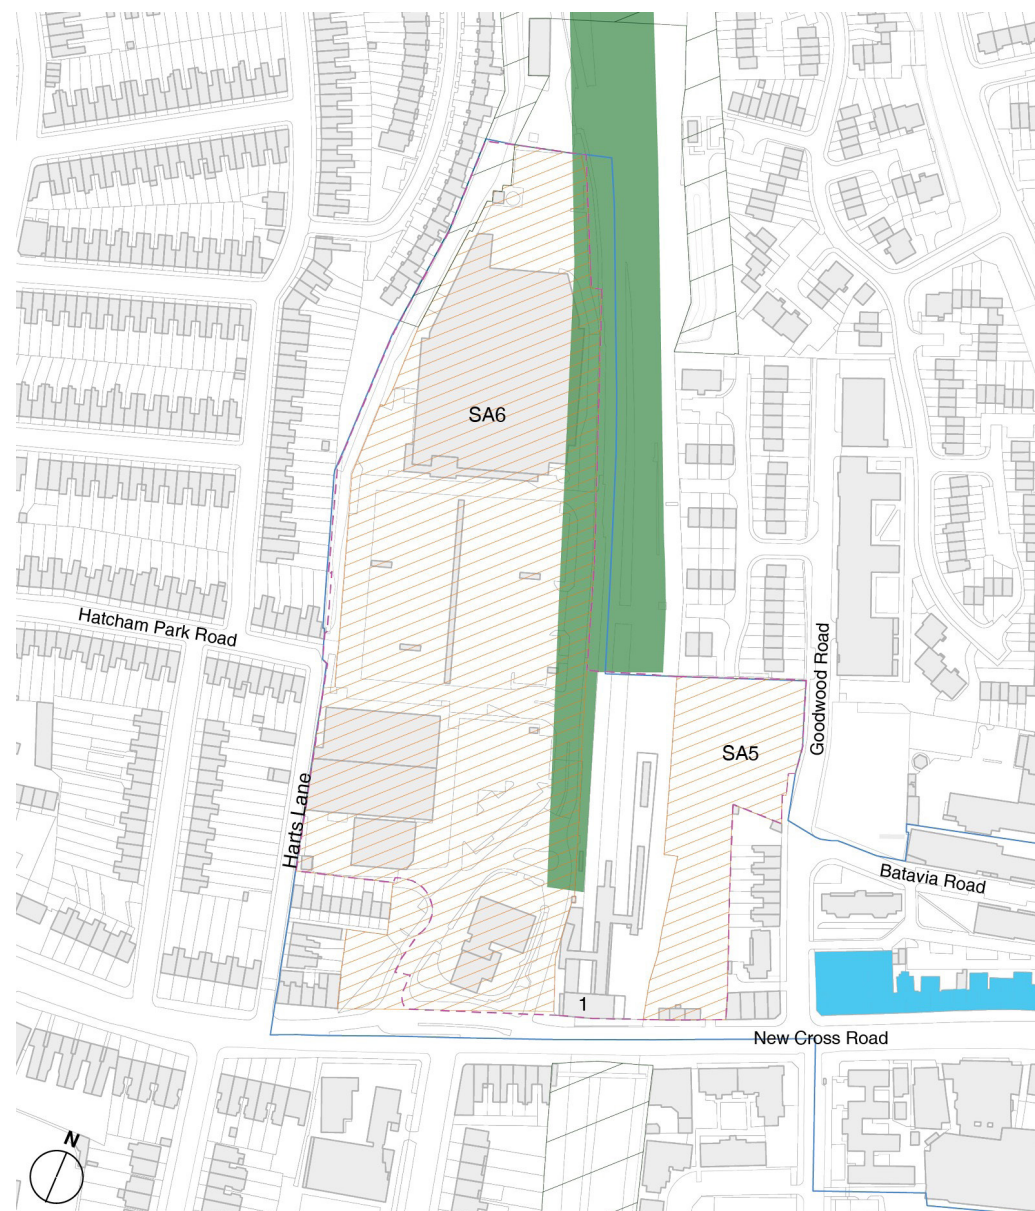 SA6
Hatcham Park Road
Goodwood Road
SA5
Harts Lane
Batavia Road
1
New Cross Road
N